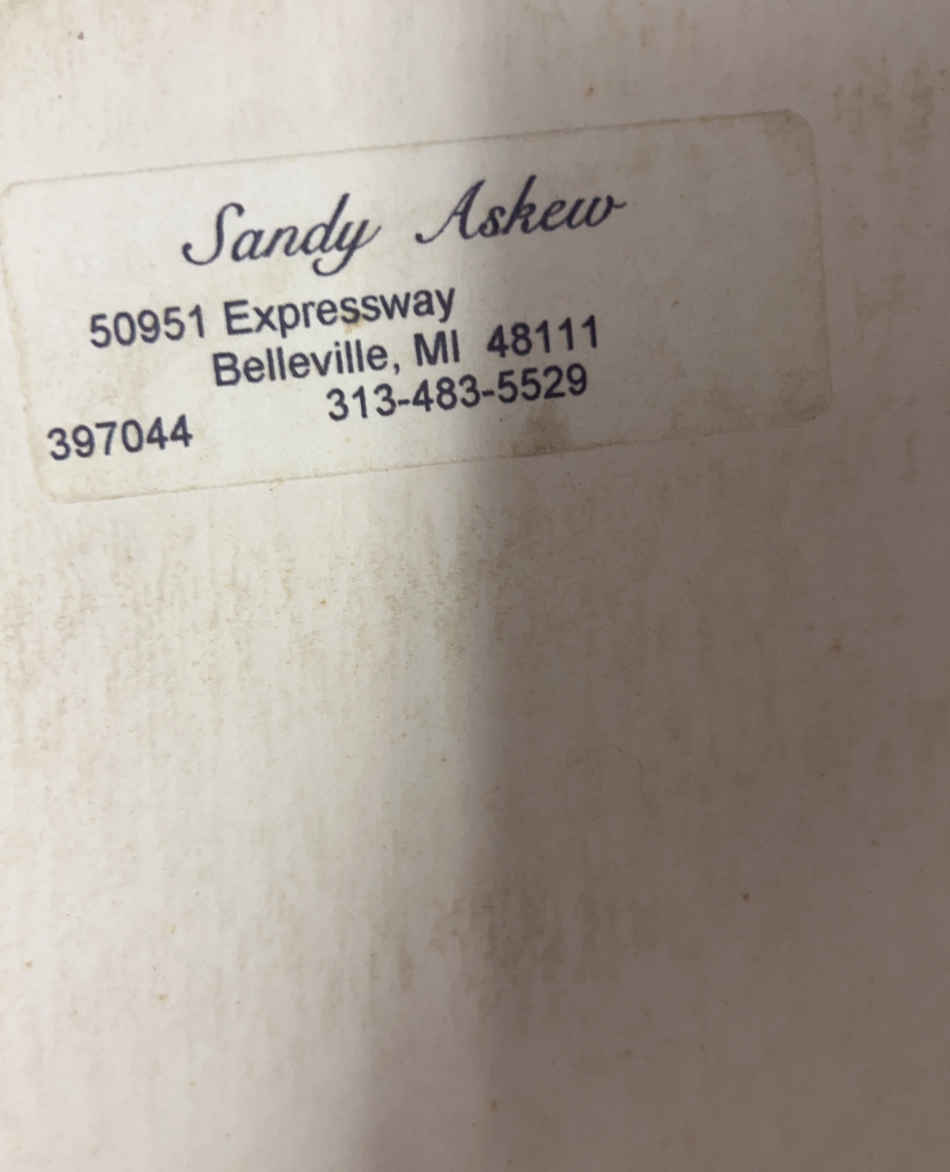 Sandy Askew
50951 Expressway
Belleville, MI 48111
313-483-5529
397044